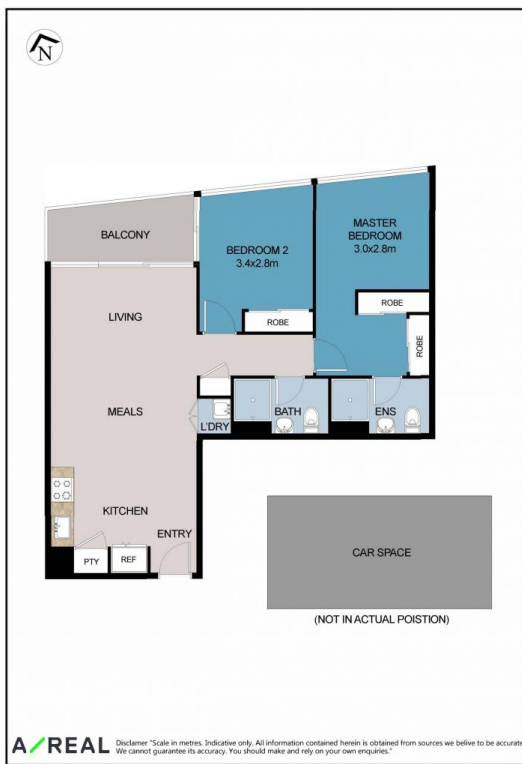 N
BALCONY
BEDROOM 2
3.4x2.8m
MASTER
BEDROOM
3.0x2.8m
LIVING
ROBE
ROBE
ROBE
MEALS
BATH
ENS
L'DRY
KITCHEN
ENTRY
PTY
REF
CAR SPACE
(NOT IN ACTUAL POISTION)
A/REAL
Disclamer "Scale in metres. Indicative only. All information contained herein is obtained from sources we belive to be accurate
We cannot guarantee its accuracy. You should make and rely on your own enquiries."